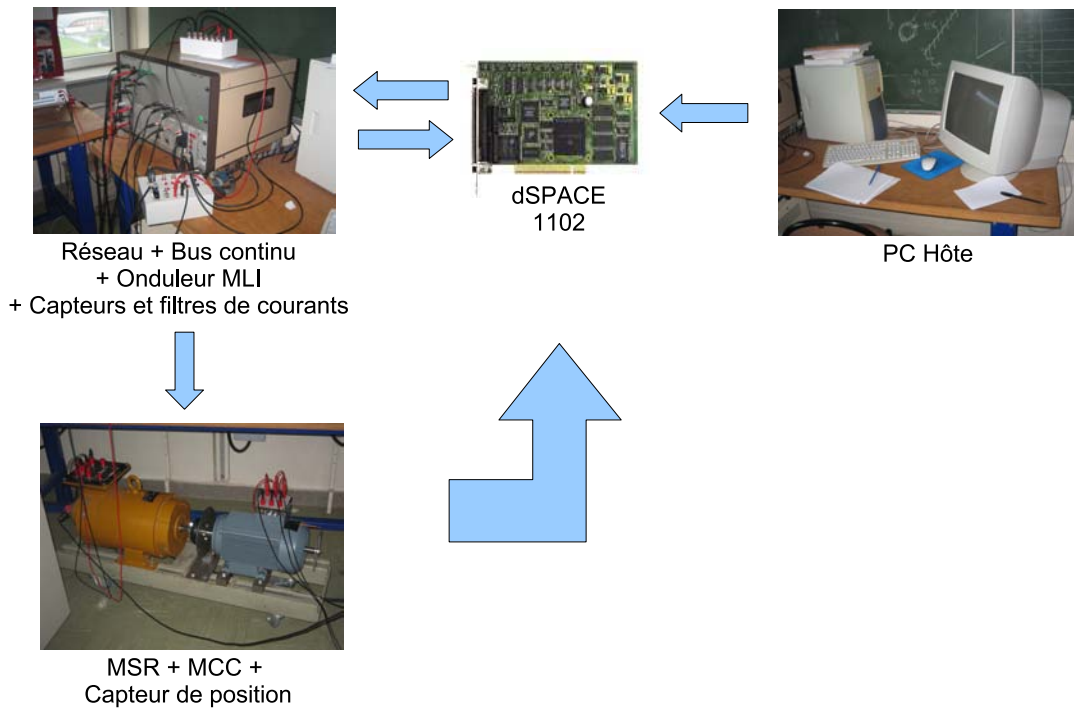 dSPACE
1102
PC Hôte
Réseau + Bus continu
+ Onduleur MLI
+ Capteurs et filtres de courants
MSR + MCC +
Capteur de position